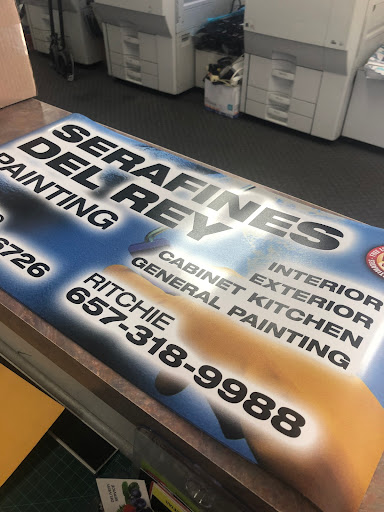 SERAFINES
DEL REY
PAINTING
INTERIOR
EXTERIOR
CABINET KITCHEN
GENERAL PAINTING
6726
RITCHIE
657-318-9988